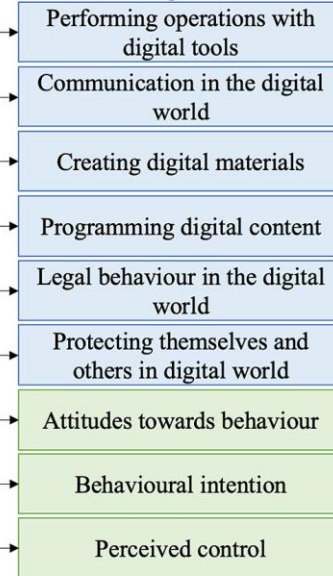 Performing operations with
digital tools
Communication in the digital
world
Creating digital materials
Programming digital content
Legal behaviour in the digital
world
Protecting themselves and
others in digital world
Attitudes towards behaviour
Behavioural intention
Perceived control